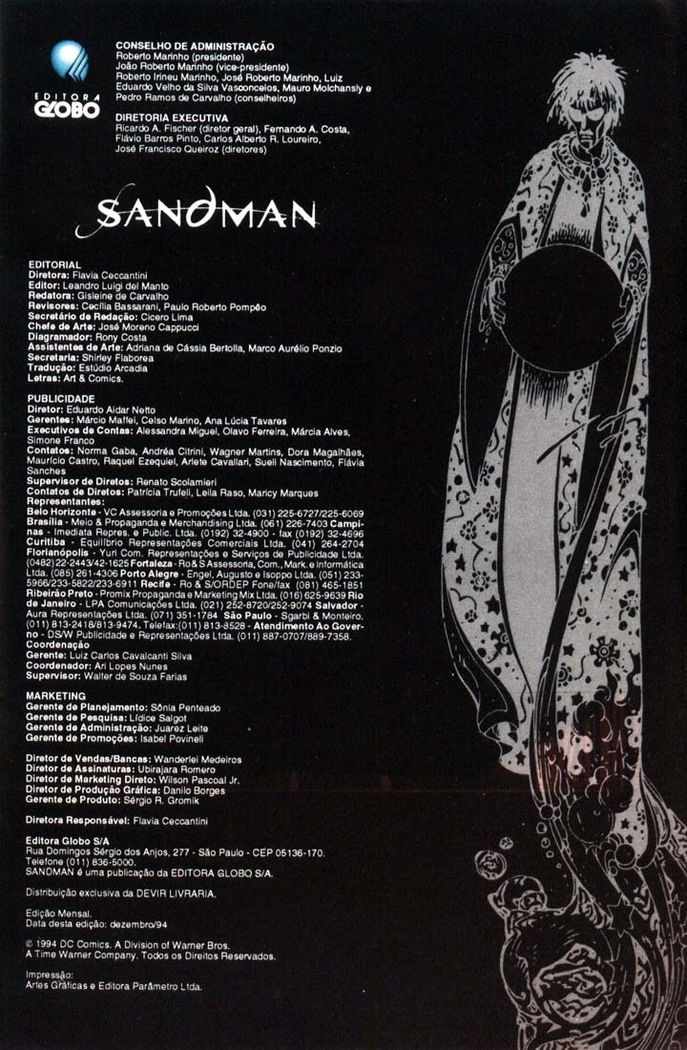 EDITORA
GLOBO
CONSELHO DE ADMINISTRAÇÃO
Roberto Marinho (presidente)
João Roberto Marinho (vice-presidente)
Roberto Irineu Marinho, José Roberto Marinho, Luiz
Eduardo Velho da Silva Vasconcelos, Mauro Molchansly e
Pedro Ramos de Carvalho (conselheiros)
DIRETORIA EXECUTIVA
Ricardo A. Fischer (diretor geral), Fernando A. Costa,
Flávio Barros Pinto, Carlos Alberto R. Loureiro,
José Francisco Queiroz (diretores)
SANDMAN
EDITORIAL
Diretora: Flavia Ceccantini
Editor: Leandro Luigi del Manto
Redatora: Gisleine de Carvalho
Revisores: Cecília Bassarani, Paulo Roberto Pompêo
Secretário de Redação: Cicero Lima
Chefe de Arte: José Moreno Cappucci
Diagramador: Rony Costa
Assistentes de Arte: Adriana de Cássia Bertolla, Marco Aurélio Ponzio
Secretaria: Shirley Flaborea
Tradução: Estúdio Arcadia
Letras: Art & Comics.
PUBLICIDADE
Diretor: Eduardo Aidar Netto
Gerentes: Márcio Maffei, Celso Marino, Ana Lúcia Tavares
Executivos de Contas: Alessandra Miguel, Olavo Ferreira, Márcia Alves,
Simone Franco
Contatos: Norma Gaba, Andréa Citrini, Wagner Martins, Dora Magalhães,
Maurício Castro, Raquel Ezequiel, Arlete Cavallari, Sueli Nascimento, Flávia
Sanches
Supervisor de Diretos: Renato Scolamieri
Contatos de Diretos: Patrícia Trufeli, Leila Raso, Maricy Marques
Representantes:
Belo Horizonte - VC Assessoria e Promoções Ltda. (031) 225-6727/225-6069
Brasília - Meio & Propaganda e Merchandising Ltda. (061) 226-7403 Campi-
nas - Imediata Repres. e Public. Ltda. (0192) 32-4900 - fax (0192) 32-4696
Curitiba - Equilíbrio Representações Comerciais Ltda. (041) 264-2704
Florianópolis - Yuri Com. Representações e Serviços de Publicidade Ltda.
(0482) 22-2443/42-1625 Fortaleza - Ro & S Assessoria, Com., Mark. e Informática
Ltda. (085) 261-4306 Porto Alegre - Engel, Augusto e Isoppo Ltda. (051) 233-
5966/233-5822/233-6911 Recife - Ro & S/ORDEP Fone/fax (081) 465-1851
Ribeirão Preto - Promix Propaganda e Marketing Mix Ltda. (016) 625-9639 Rio
de Janeiro - LPA Comunicações Ltda. (021) 252-8720/252-9074 Salvador -
Aura Representações Ltda. (071) 351-1784 São Paulo - Sgarbi & Monteiro.
(011) 813-2418/813-9474. Telefax:(011) 813-3528 - Atendimento Ao Gover-
no - DS/W Publicidade e Representações Ltda. (011) 887-0707/889-7358.
Coordenação
Gerente: Luiz Carlos Cavalcanti Silva
Coordenador: Ari Lopes Nunes
Supervisor: Walter de Souza Farias
MARKETING
Gerente de Planejamento: Sônia Penteado
Gerente de Pesquisa: Lídice Salgot
Gerente de Administração: Juarez Leite
Gerente de Promoções: Isabel Povineli
Diretor de Vendas/Bancas: Wanderlei Medeiros
Diretor de Assinaturas: Ubirajara Romero
Diretor de Marketing Direto: Wilson Pascoal Jr.
Diretor de Produção Gráfica: Danilo Borges
Gerente de Produto: Sérgio R. Gromik
Diretora Responsável: Flavia Ceccantini
Editora Globo S/A
Rua Domingos Sérgio dos Anjos, 277 - São Paulo - CEP 05136-170.
Telefone (011) 836-5000.
SANDMAN é uma publicação da EDITORA GLOBO S/A.
Distribuição exclusiva da DEVIR LIVRARIA.
Edição Mensal.
Data desta edição: dezembro/94
© 1994 DC Comics. A Division of Warner Bros.
A Time Warner Company. Todos os Direitos Reservados.
Impressão:
Artes Gráficas e Editora Parâmetro Ltda.